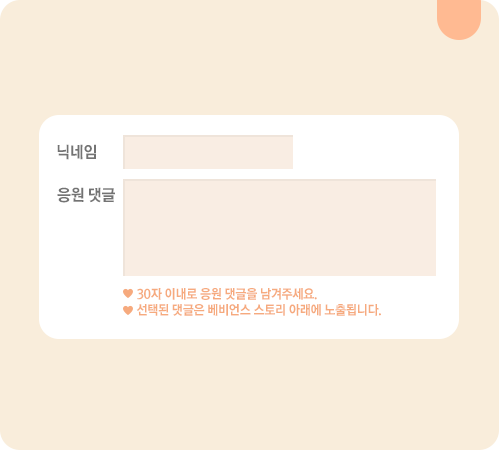 닉네임
응원 댓글
♥ 30자 이내로 응원 댓글을 남겨주세요.
♥ 선택된 댓글은 베비언스 스토리 아래에 노출됩니다.